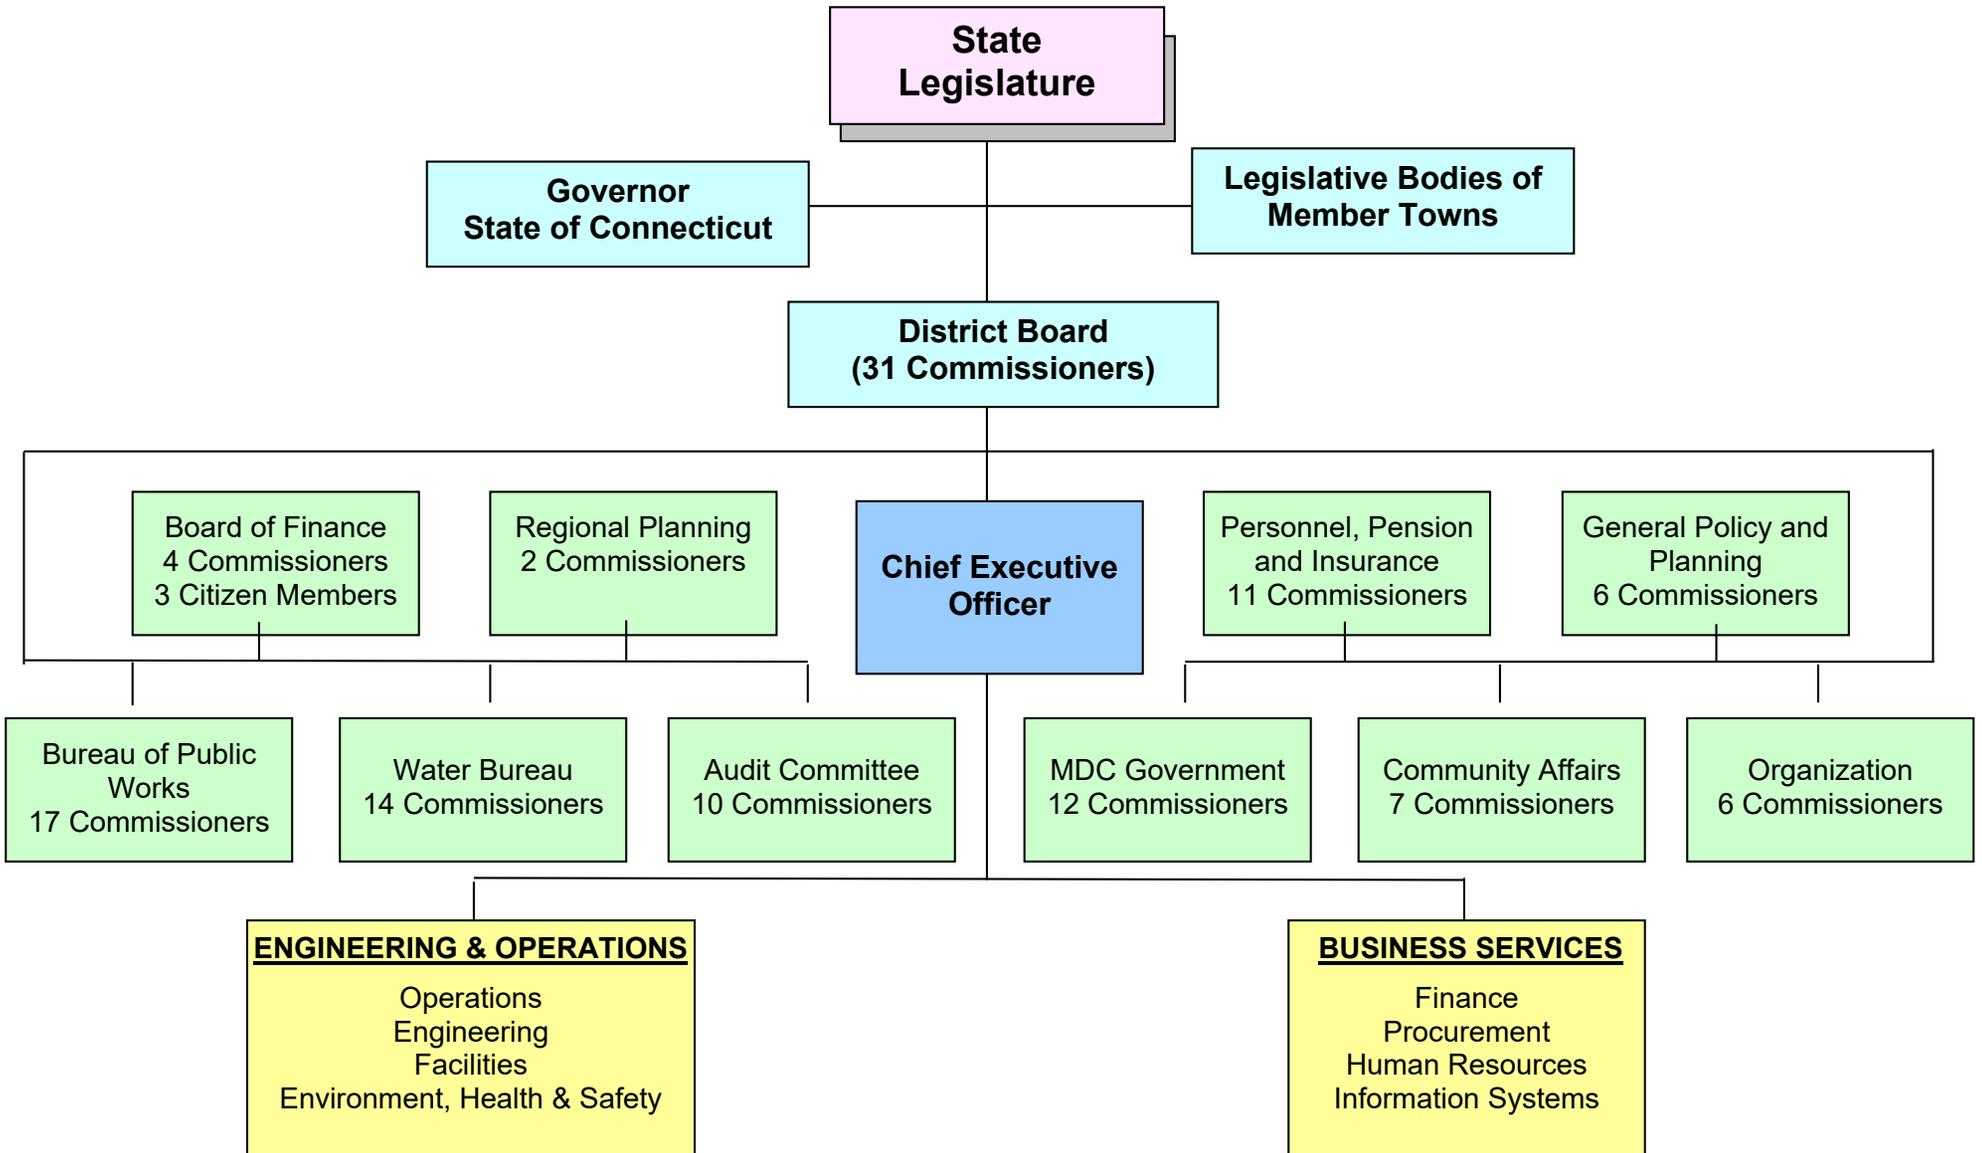 State
Legislature
Governor
State of Connecticut
Legislative Bodies of
Member Towns
District Board
(31 Commissioners)
Board of Finance
4 Commissioners
3 Citizen Members
Regional Planning
2 Commissioners
Chief Executive
Officer
Personnel, Pension
and Insurance
11 Commissioners
General Policy and
Planning
6 Commissioners
Bureau of Public
Works
17 Commissioners
Water Bureau
14 Commissioners
Audit Committee
10 Commissioners
MDC Government
12 Commissioners
Community Affairs
7 Commissioners
Organization
6 Commissioners
ENGINEERING & OPERATIONS
Operations
Engineering
Facilities
Environment, Health & Safety
BUSINESS SERVICES
Finance
Procurement
Human Resources
Information Systems